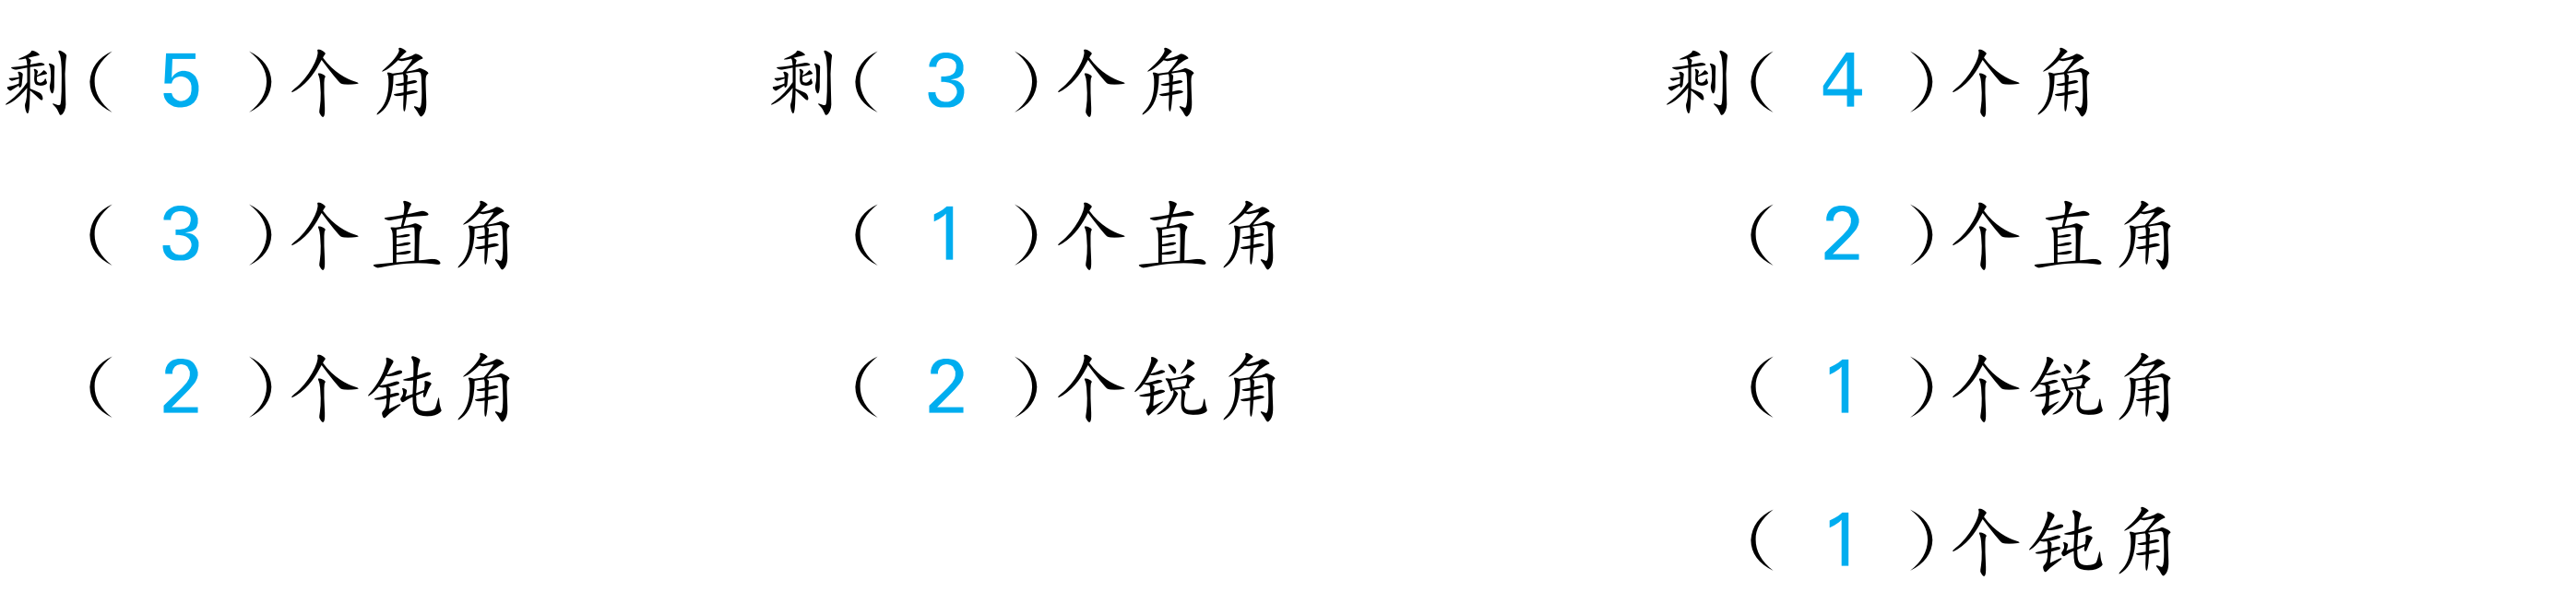 剩( 5 )个角 剩( 3 )个角 剩( 4 )个角
( 3 )个直角 ( 1 )个直角 ( 2 )个直角
( 2 )个钝角 ( 2 )个锐角 ( 1 )个锐角
( 1 )个钝角